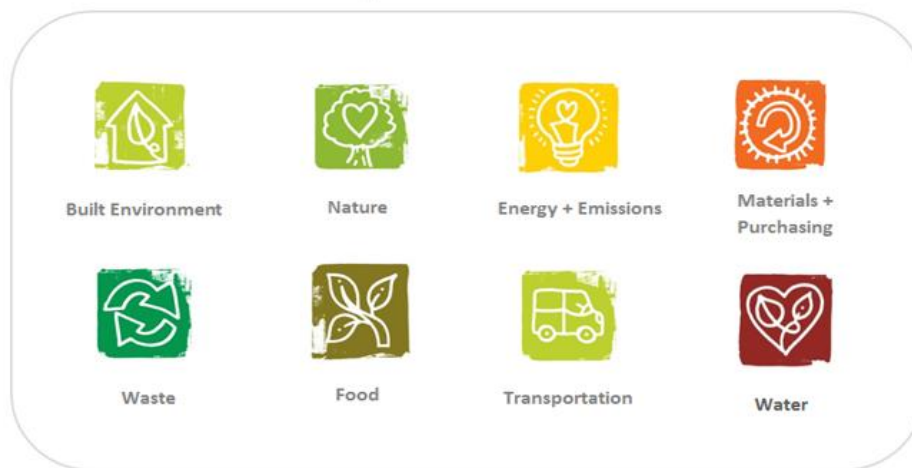 Built Environment
Nature
Energy + Emissions
Materials +
Purchasing
Waste
Food
Transportation
Water